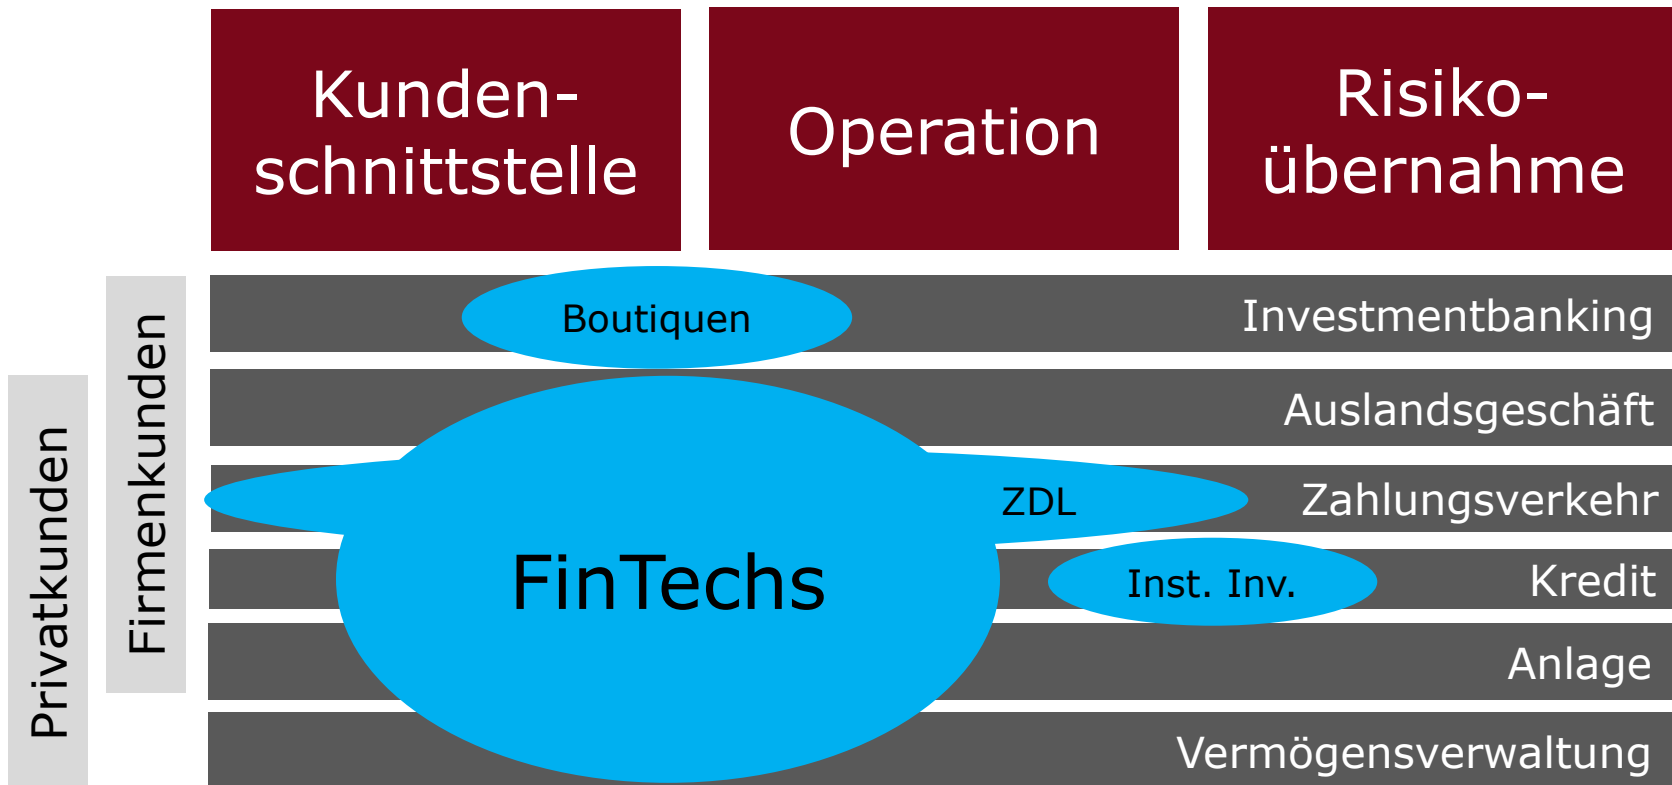 Kunden-
schnittstelle
Operation
Risiko-
übernahme
Privatkunden
Firmenkunden
Boutiquen
Investmentbanking
Auslandsgeschäft
ZDL
Zahlungsverkehr
FinTechs
Inst. Inv.
Kredit
Anlage
Vermögensverwaltung